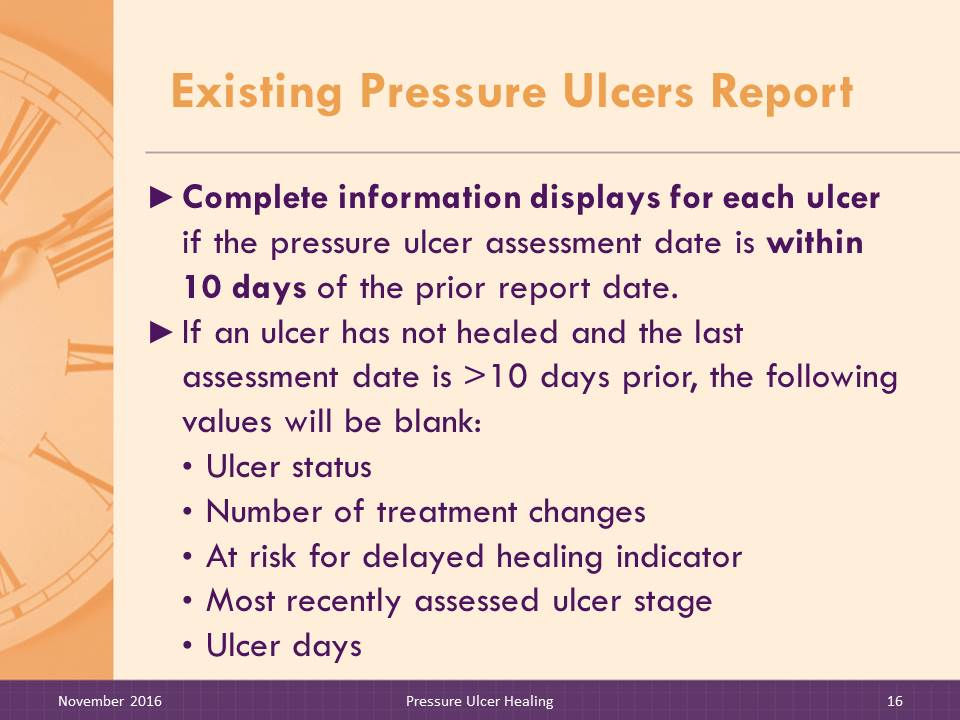 Existing Pressure Ulcers Report
►Complete information displays for each ulcer
if the pressure ulcer assessment date is within
10 days of the prior report date.
►If an ulcer has not healed and the last
assessment date is >10 days prior, the following
values will be blank:
• Ulcer status
• Number of treatment changes
• At risk for delayed healing indicator
• Most recently assessed ulcer stage
• Ulcer days
November 2016 Pressure Ulcer Healing 16